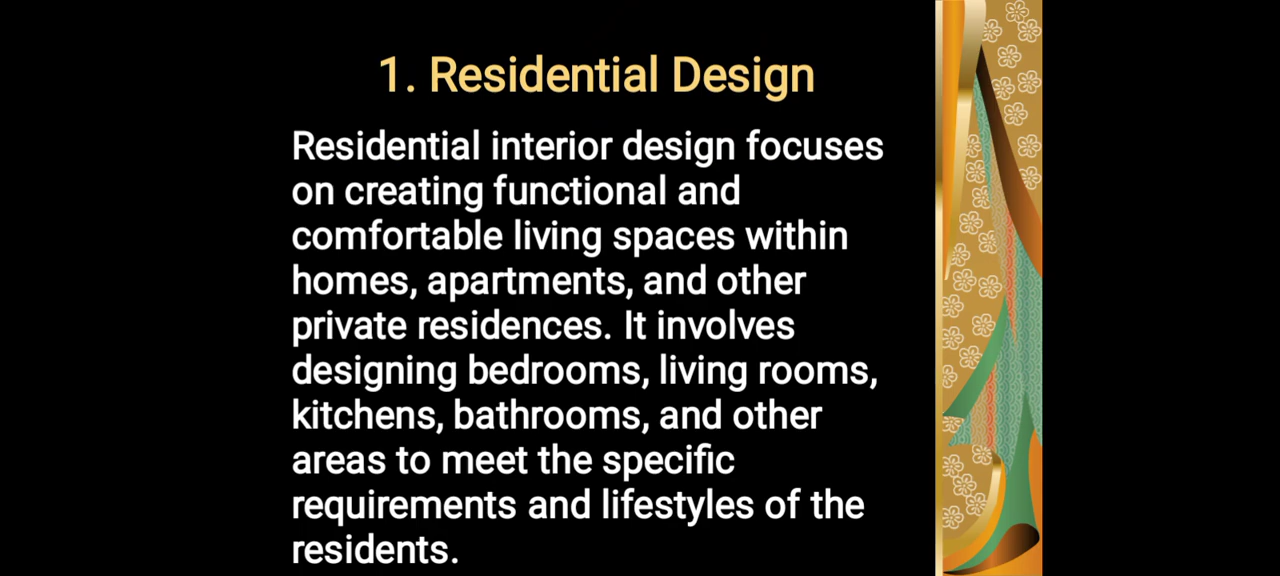 1. Residential Design
Residential interior design focuses
on creating functional and
comfortable living spaces within
homes, apartments, and other
private residences. It involves
designing bedrooms, living rooms,
kitchens, bathrooms, and other
areas to meet the specific
requirements and lifestyles of the
residents.